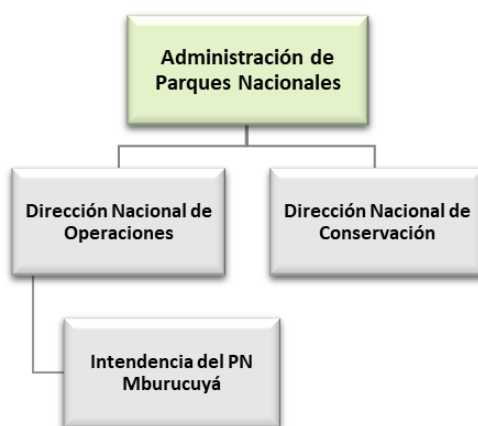 Administración de
Parques Nacionales
Dirección Nacional de
Operaciones
Dirección Nacional de
Conservación
Intendencia del PN
Mburucuyá